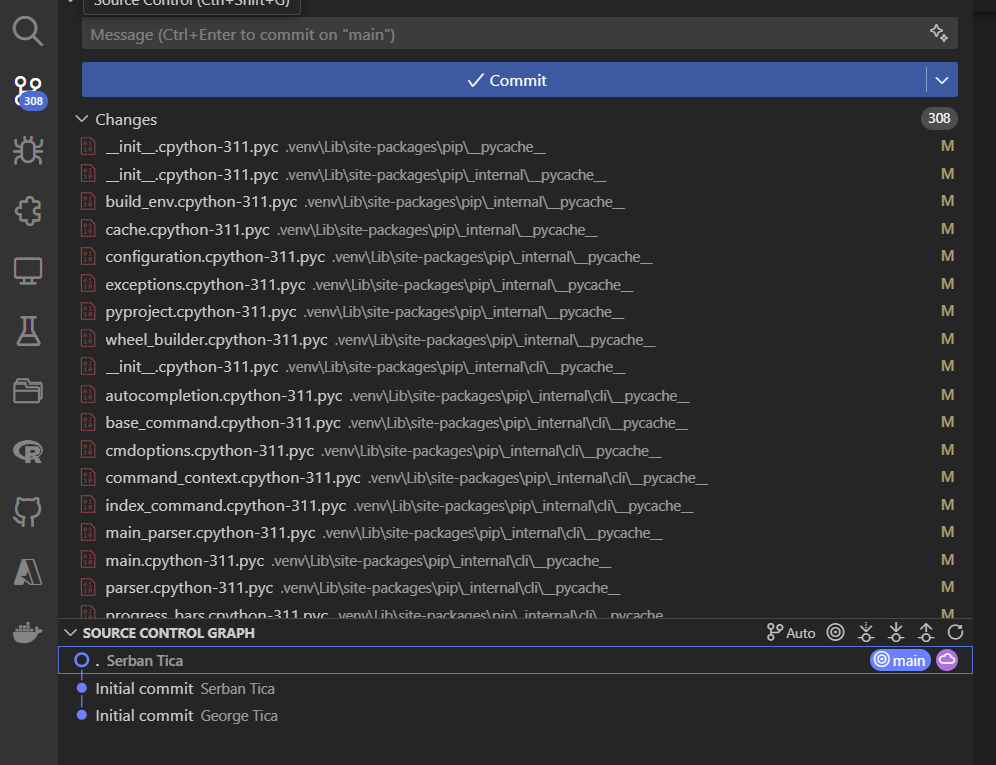 Source Control (Ctrl+Shift+G)
Message (Ctrl+Enter to commit on "main")
308
Commit
Changes 308
__init__.cpython-311.pyc .venv\Lib\site-packages\pip\__pycache__ M
__init__.cpython-311.pyc .venv\Lib\site-packages\pip\_internal\__pycache__ M
build_env.cpython-311.pyc .venv\Lib\site-packages\pip\_internal\__pycache__ M
cache.cpython-311.pyc .venv\Lib\site-packages\pip\_internal\__pycache__ M
configuration.cpython-311.pyc .venv\Lib\site-packages\pip\_internal\__pycache__ M
exceptions.cpython-311.pyc .venv\Lib\site-packages\pip\_internal\__pycache__ M
pyproject.cpython-311.pyc .venv\Lib\site-packages\pip\_internal\__pycache__ M
wheel_builder.cpython-311.pyc .venv\Lib\site-packages\pip\_internal\__pycache__ M
__init__.cpython-311.pyc .venv\Lib\site-packages\pip\_internal\cli\__pycache__ M
autocompletion.cpython-311.pyc .venv\Lib\site-packages\pip\_internal\cli\__pycache__ M
base_command.cpython-311.pyc .venv\Lib\site-packages\pip\_internal\cli\__pycache__ M
cmdoptions.cpython-311.pyc .venv\Lib\site-packages\pip\_internal\cli\__pycache__ M
command_context.cpython-311.pyc .venv\Lib\site-packages\pip\_internal\cli\__pycache__ M
index_command.cpython-311.pyc .venv\Lib\site-packages\pip\_internal\cli\__pycache__ M
main_parser.cpython-311.pyc .venv\Lib\site-packages\pip\_internal\cli\__pycache__ M
main.cpython-311.pyc .venv\Lib\site-packages\pip\_internal\cli\__pycache__ M
parser.cpython-311.pyc .venv\Lib\site-packages\pip\_internal\cli\__pycache__ M
progress_bars.cpython-311.pyc .venv\Lib\site-packages\pip\_internal\cli\__pycache__ M
SOURCE CONTROL GRAPH Auto
. Serban Tica main
Initial commit Serban Tica
Initial commit George Tica